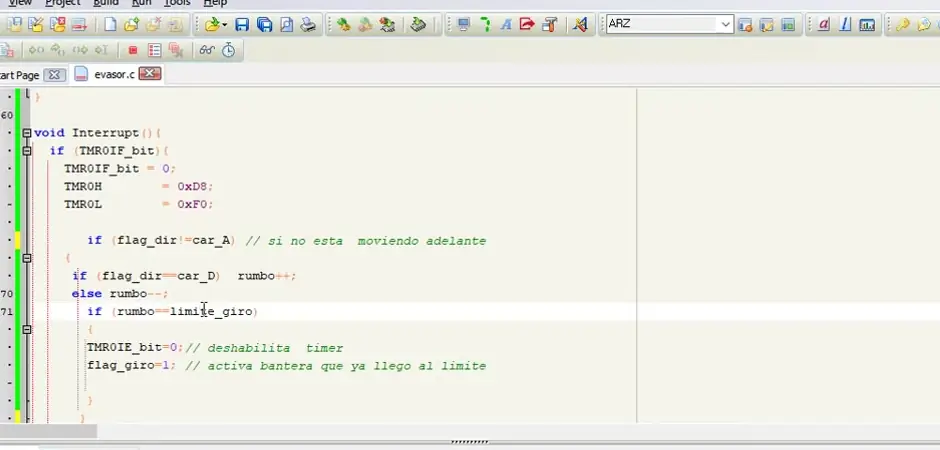 View Project Build Run Tools Help
ARZ
Start Page evasor.c
}
60
void Interrupt(){
if (TMR0IF_bit){
TMR0IF_bit = 0;
TMR0H = 0xD8;
TMR0L = 0xF0;
if (flag_dir!=car_A) // si no esta moviendo adelante
{
if (flag_dir==car_D) rumbo++;
70 else rumbo--;
71 if (rumbo==limite_giro)
{
TMR0IE_bit=0;// deshabilita timer
flag_giro=1; // activa bantera que ya llego al limite
}
}